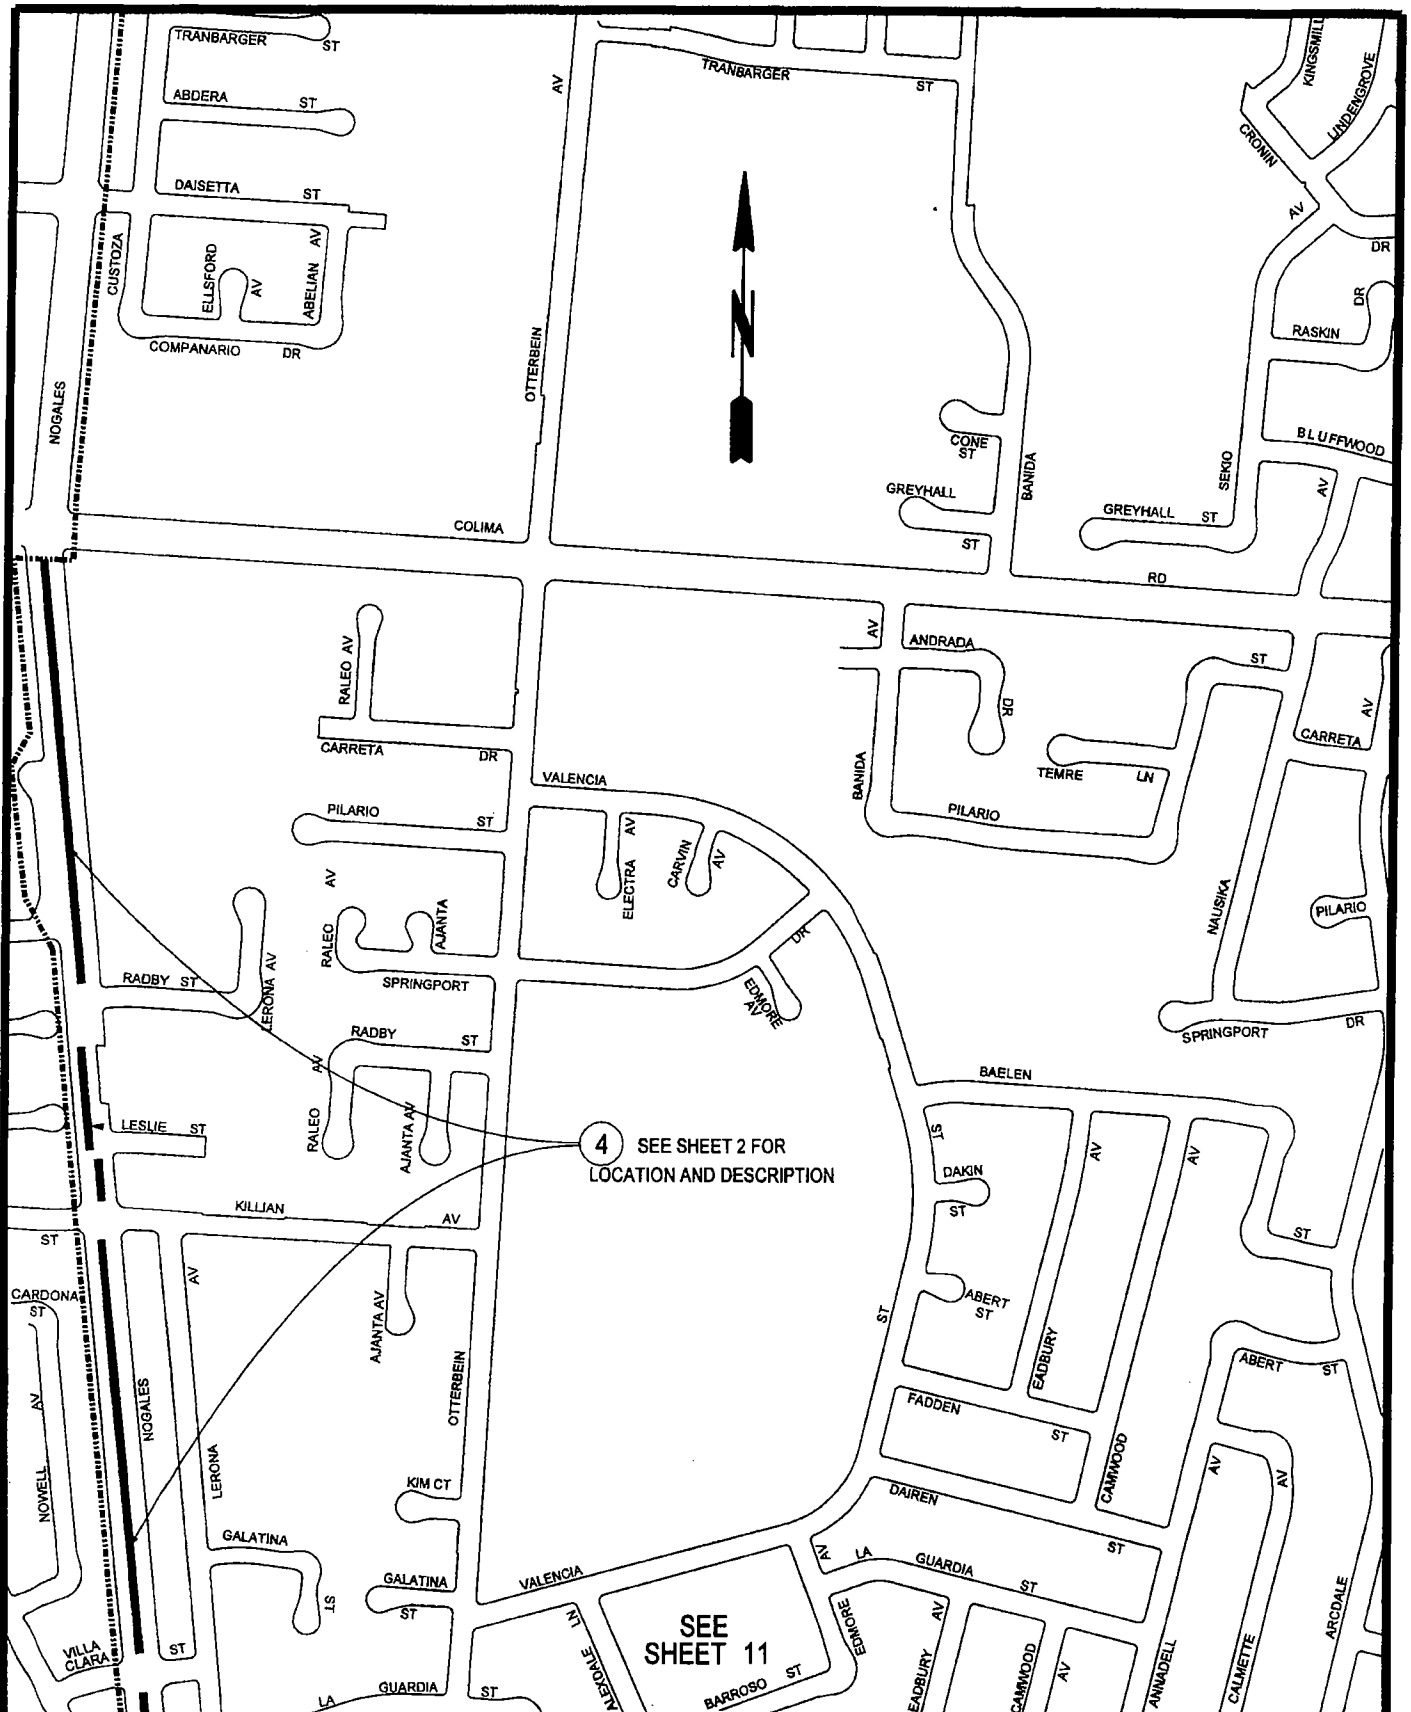 TRANBARGER
ST
KINGSMILL
TRANBARGER
ST
AV
LINDENGROVE
ABDERA ST
CRONIN
DAISETTA ST
AV
DR
CUSTOZA
ELLSFORD
AV
ABELIAN
AV
N
DR
RASKIN
COMPANARIO DR
OTTERBEIN
NOGALES
CONE
ST
BLUFFWOOD
BANIDA
SEKIO
AV
GREYHALL
ST
GREYHALL ST
COLIMA
RD
RALEO AV
AV
ANDRADA
DR
ST
AV
CARRETA
CARRETA DR
VALENCIA
TEMRE LN
BANIDA
PILARIO
PILARIO ST
ELECTRA
AV
CARVIN
AV
NAUSIKA
PILARIO
AV
RALEO
AJANTA
DR
SPRINGPORT
RADBY ST
LERONA AV
EDMORE
AV
SPRINGPORT DR
RADBY ST
AV
RALEO
AJANTA AV
BAELEN
LESLIE ST
4
SEE SHEET 2 FOR
LOCATION AND DESCRIPTION
ST
AV
AV
DAKIN
ST
KILLIAN AV
ST
ST
AV
CARDONA
ST
AJANTA AV
ABERT
ST
ST
EADBURY
ABERT ST
NOGALES
OTTERBEIN
AV
NOWELL
FADDEN
ST
LERONA
KIM CT
CAMWOOD
AV
AV
DAIREN
ST
GALATINA
ST
AV
LA GUARDIA ST
VALENCIA
GALATINA
ST
ARCDALE
SEE
SHEET 11
LN
ALEXDALE
EDMORE
AV
EADBURY
VILLA
CLARA
ST
BARROSO ST
CAMWOOD
AV
ANNADELL
CALMETTE
LA GUARDIA ST